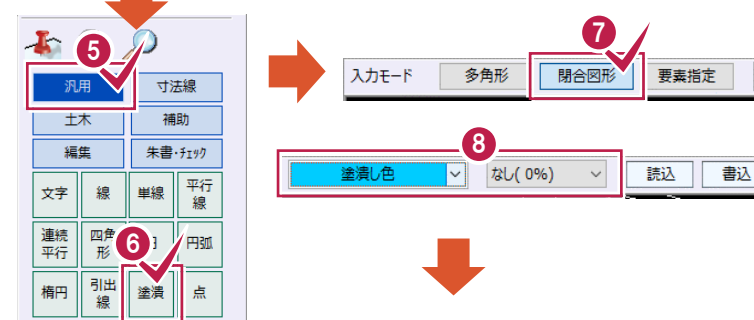 5
汎用 寸法線
土木 補助
編集 朱書・ﾁｪｯｸ
文字 線 単線 平行
線
連続
平行 四角
形 円弧
6
楕円 引出
線 塗潰 点
7
入力モード 多角形 閉合図形 要素指定
8
塗潰し色 なし( 0%) 読込 書込